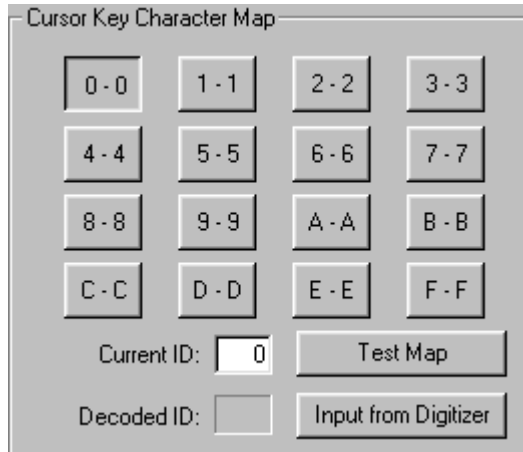 Cursor Key Character Map
0 - 0 1 - 1 2 - 2 3 - 3
4 - 4 5 - 5 6 - 6 7 - 7
8 - 8 9 - 9 A - A B - B
C - C D - D E - E F - F
Current ID: 0 Test Map
Decoded ID: Input from Digitizer